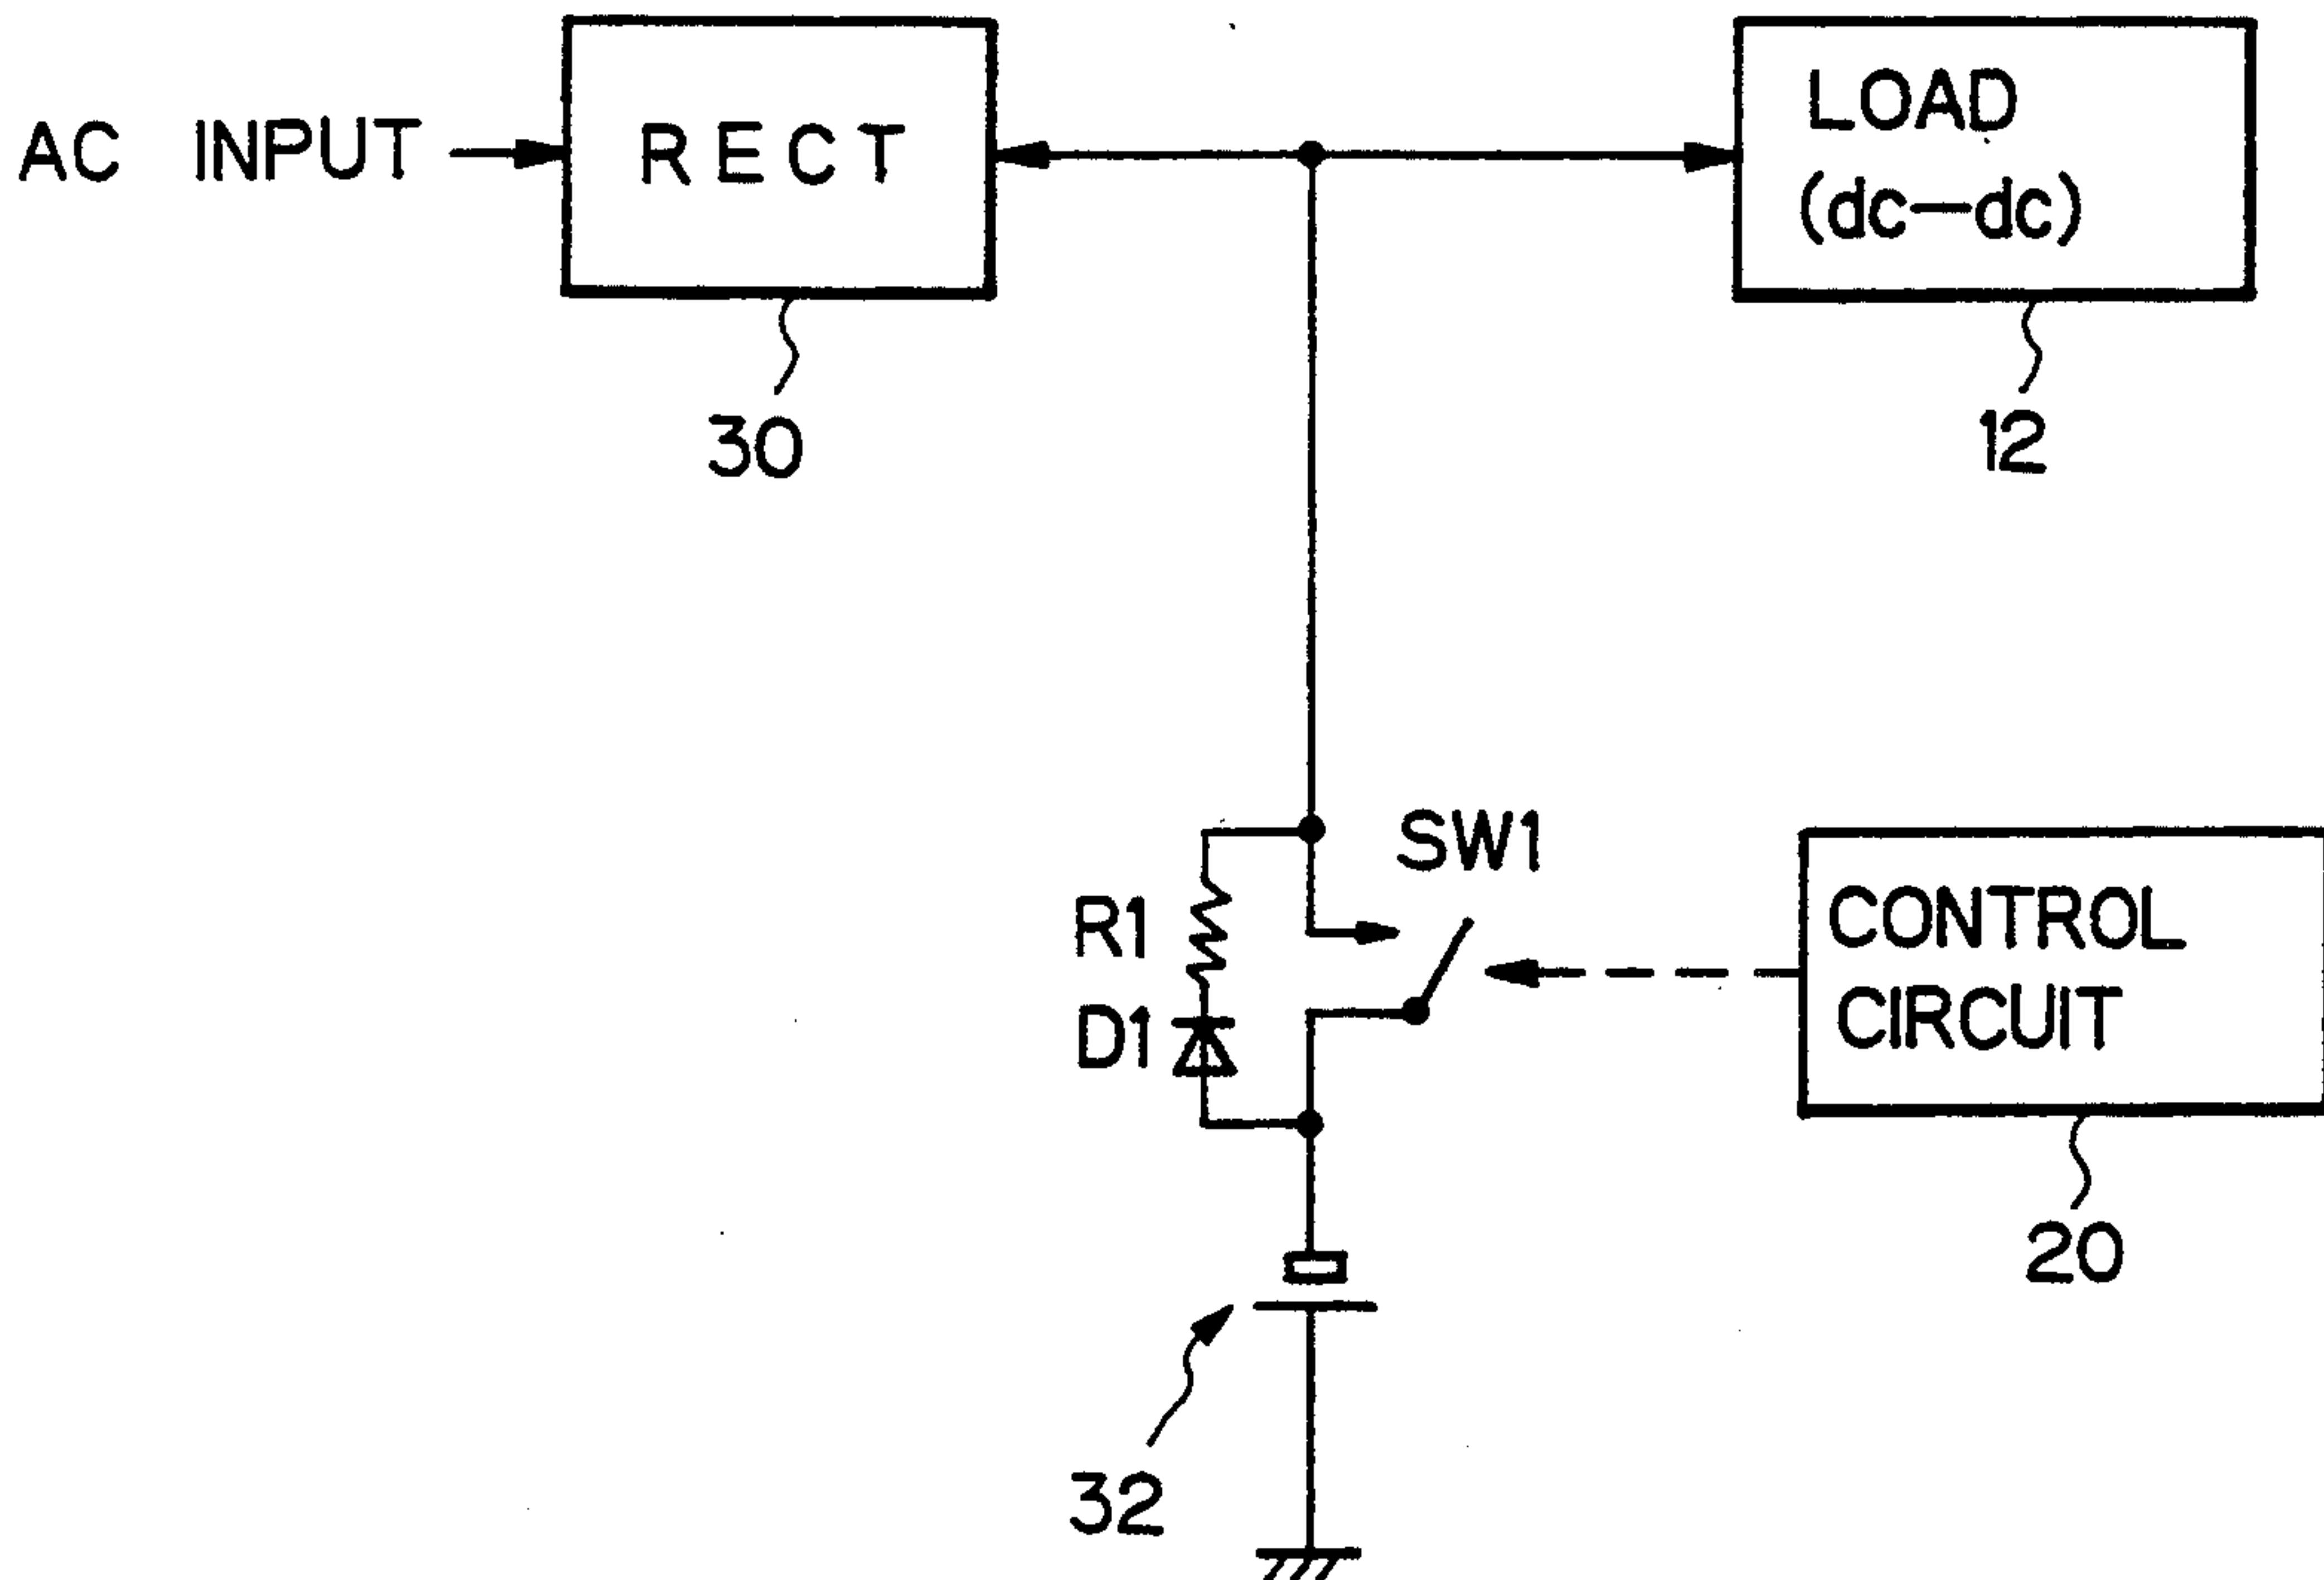 AC INPUT
RECT
LOAD
(dc-dc)
30
12
SW1
R1
D1
CONTROL
CIRCUIT
20
32